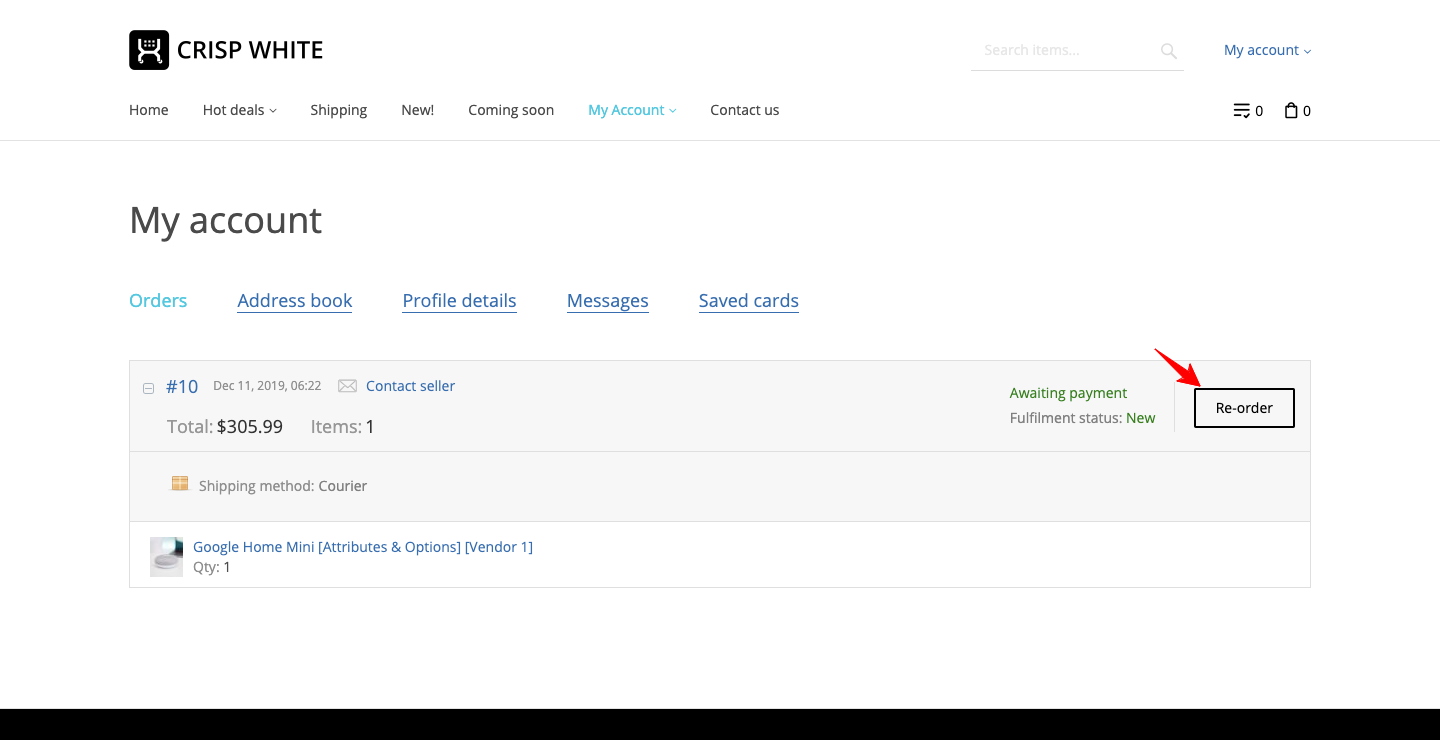 CRISP WHITE
Search items...
My account
Home Hot deals Shipping New! Coming soon My Account Contact us
0 0
My account
Orders Address book Profile details Messages Saved cards
#10 Dec 11, 2019, 06:22 Contact seller
Total: $305.99 Items: 1
Awaiting payment
Fulfilment status: New
Re-order
Shipping method: Courier
Google Home Mini [Attributes & Options] [Vendor 1]
Qty: 1